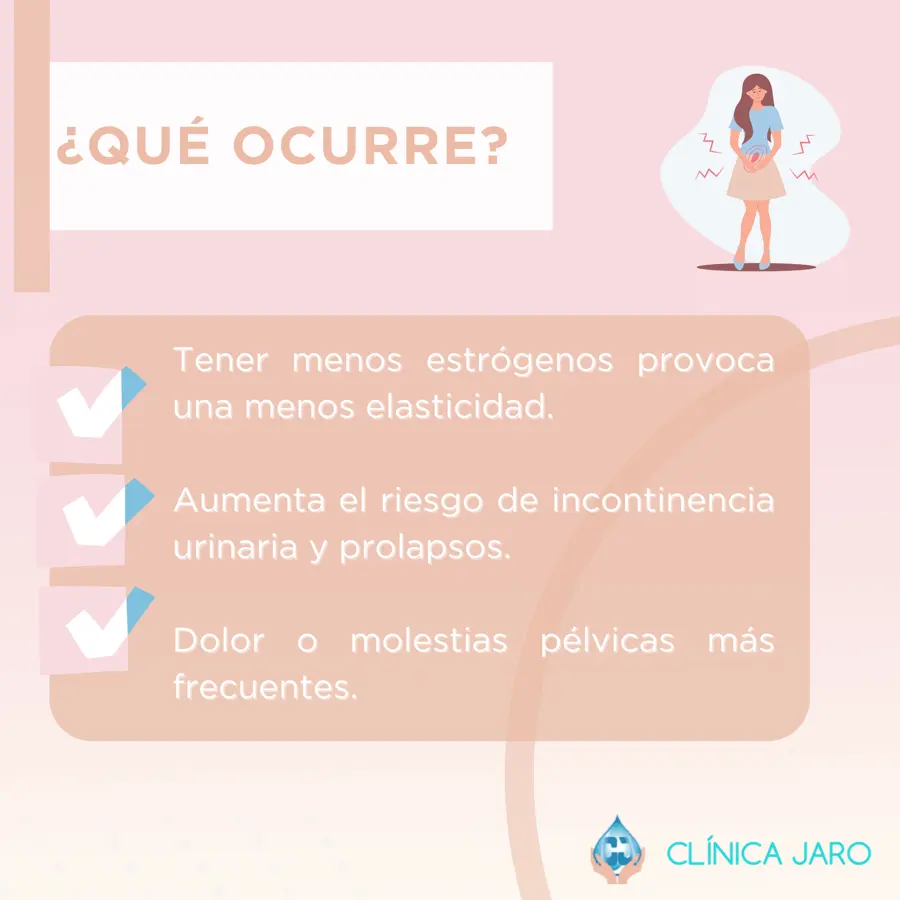 ¿QUÉ OCURRE?
Tener menos estrógenos provoca
una menos elasticidad.
Aumenta el riesgo de incontinencia
urinaria y prolapsos.
Dolor o molestias pélvicas más
frecuentes.
CJ
CLÍNICA JARO